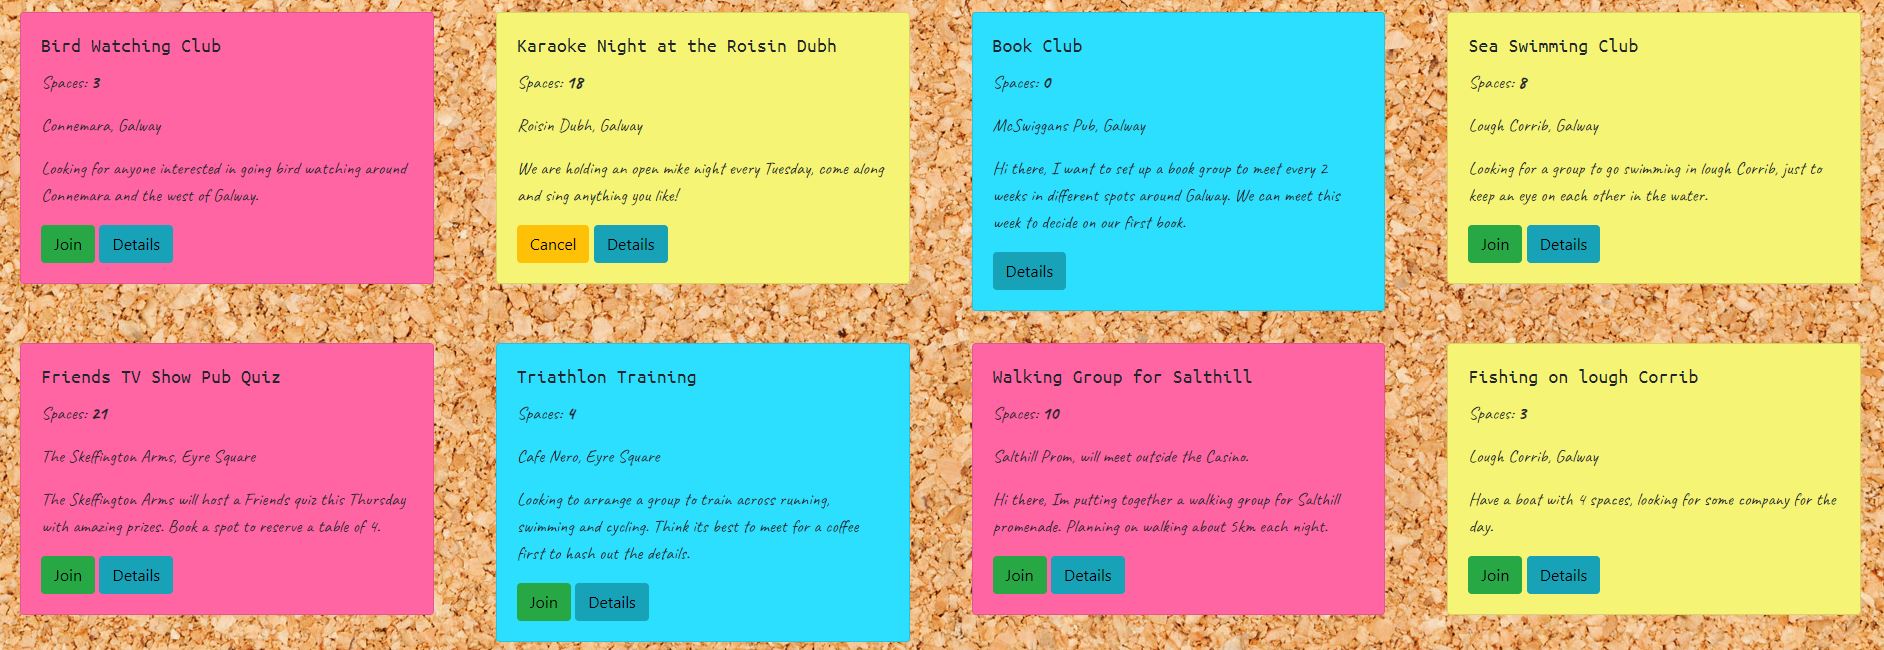 Bird Watching Club
Spaces: 3
Connemara, Galway
Looking for anyone interested in going bird watching around
Connemara and the west of Galway.
Join Details
Karaoke Night at the Roisin Dubh
Spaces: 18
Roisin Dubh, Galway
We are holding an open mike night every Tuesday, come along
and sing anything you like!
Cancel Details
Book Club
Spaces: 0
McSwiggans Pub, Galway
Hi there, I want to set up a book group to meet every 2
weeks in different spots around Galway. We can meet this
week to decide on our first book.
Details
Sea Swimming Club
Spaces: 8
Lough Corrib, Galway
Looking for a group to go swimming in lough Corrib, just to
keep an eye on each other in the water.
Join Details
Friends TV Show Pub Quiz
Spaces: 21
The Skeffington Arms, Eyre Square
The Skeffington Arms will host a Friends quiz this Thursday
with amazing prizes. Book a spot to reserve a table of 4.
Join Details
Triathlon Training
Spaces: 4
Cafe Nero, Eyre Square
Looking to arrange a group to train across running,
swimming and cycling. Think its best to meet for a coffee
first to hash out the details.
Join Details
Walking Group for Salthill
Spaces: 10
Salthill Prom, will meet outside the Casino.
Hi there, Im putting together a walking group for Salthill
promenade. Planning on walking about 5km each night.
Join Details
Fishing on lough Corrib
Spaces: 3
Lough Corrib, Galway
Have a boat with 4 spaces, looking for some company for the
day.
Join Details